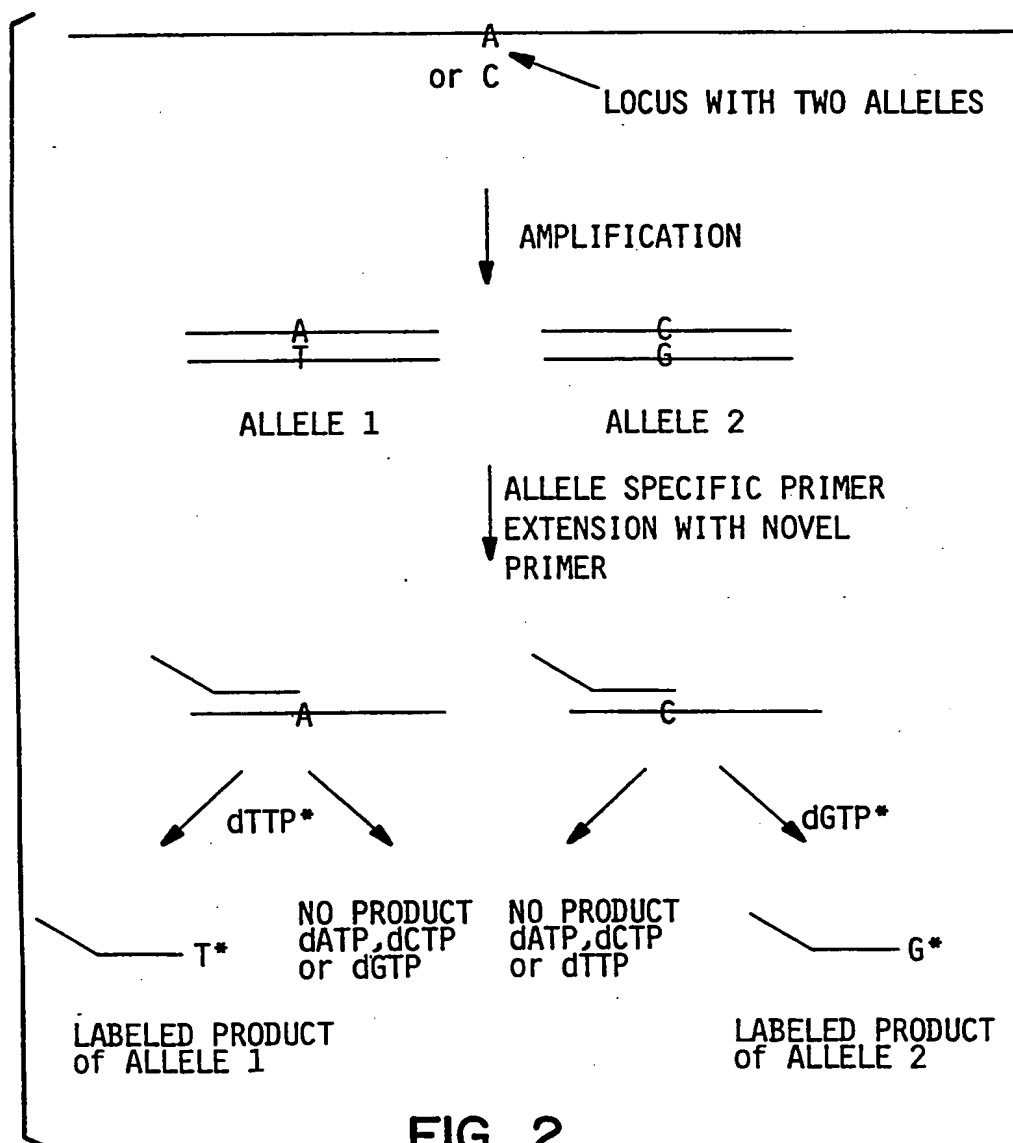 A
or C
LOCUS WITH TWO ALLELES
AMPLIFICATION
A
T
C
G
ALLELE 1
ALLELE 2
ALLELE SPECIFIC PRIMER
EXTENSION WITH NOVEL
PRIMER
A
C
dTTP*
dGTP*
T*
NO PRODUCT
dATP,dCTP
or dGTP
NO PRODUCT
dATP,dCTP
or dTTP
G*
LABELED PRODUCT
of ALLELE 1
LABELED PRODUCT
of ALLELE 2
FIG. 2